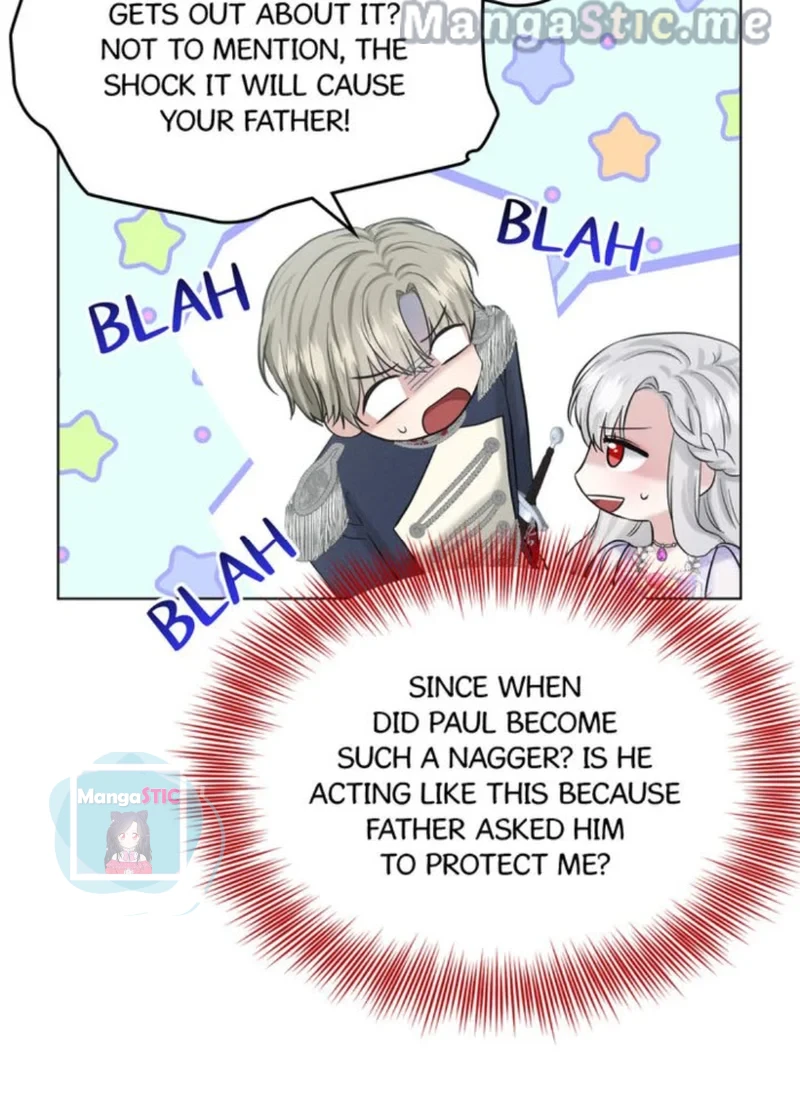 GETS OUT ABOUT IT?
MangaStic.me
NOT TO MENTION, THE
SHOCK IT WILL CAUSE
YOUR FATHER!
BLAH
BLAH
BLAH
SINCE WHEN
DID PAUL BECOME
SUCH A NAGGER? IS HE
ACTING LIKE THIS BECAUSE
FATHER ASKED HIM
TO PROTECT ME?
MangaSTIC